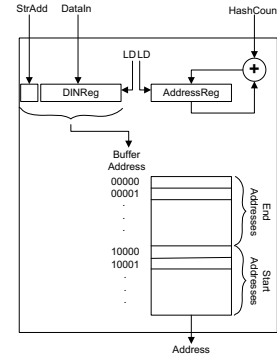 StrAdd DataIn HashCoun
LD LD
DINReg AddressReg
+
Buffer
Address
00000
00001
.
.
.
10000
10001
.
.
.
End
Addresses
Start
Addresses
Address